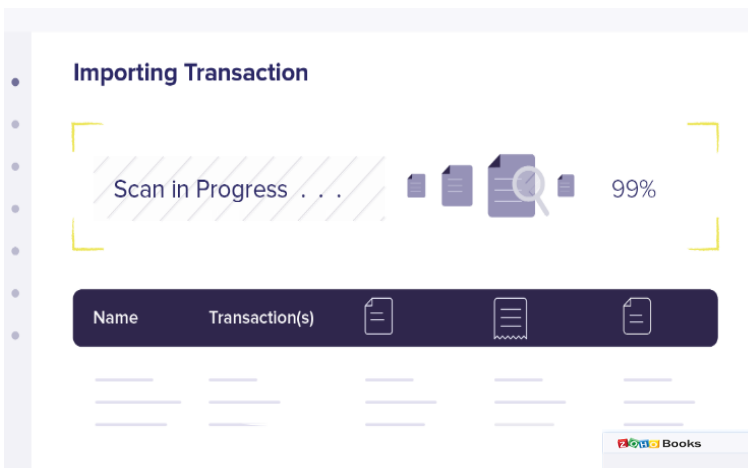 Importing Transaction
Scan in Progress . . .
99%
Name
Transaction(s)
ZOHO Books